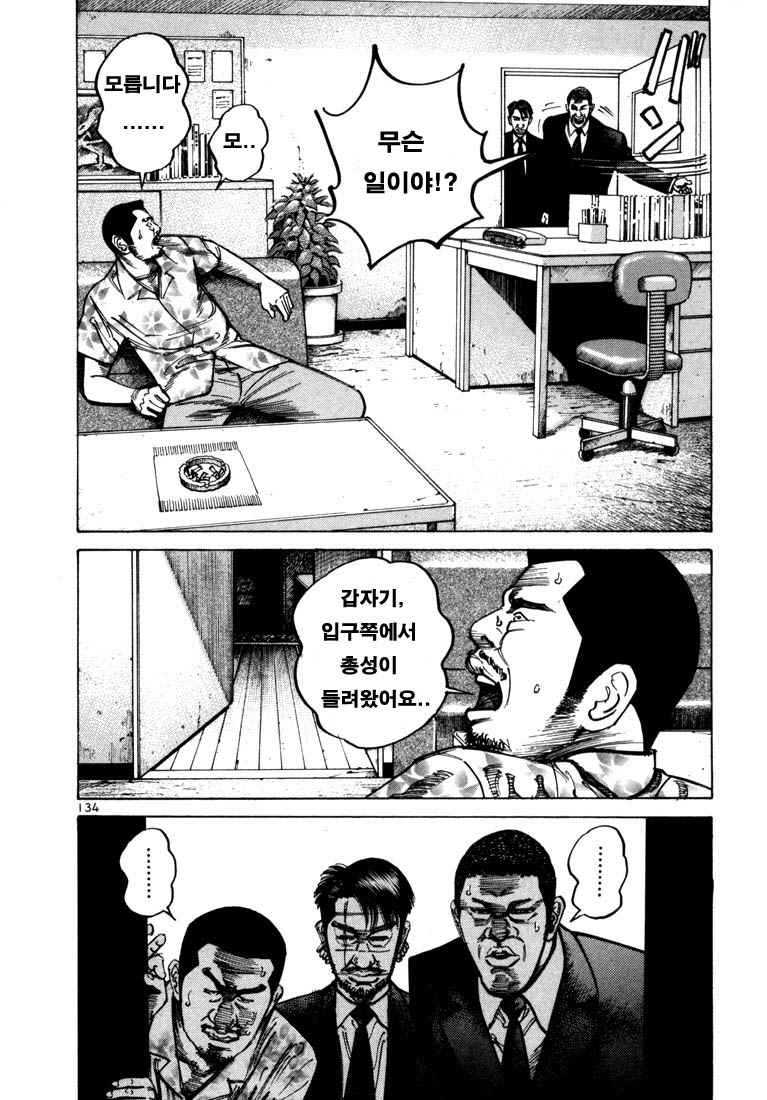 무슨
일이야!?
모..
모릅니다
......
갑자기,
입구쪽에서
총성이
들려왔어요..
134
......
......